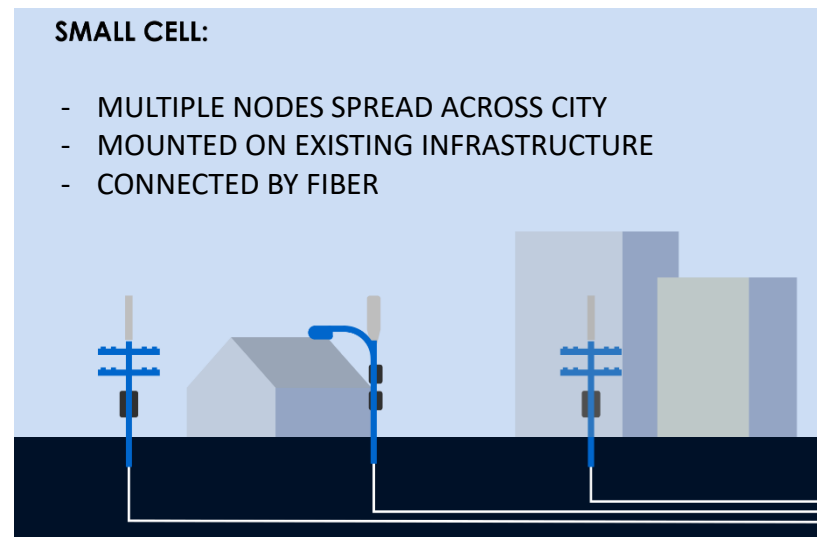 SMALL CELL:
- MULTIPLE NODES SPREAD ACROSS CITY
- MOUNTED ON EXISTING INFRASTRUCTURE
- CONNECTED BY FIBER